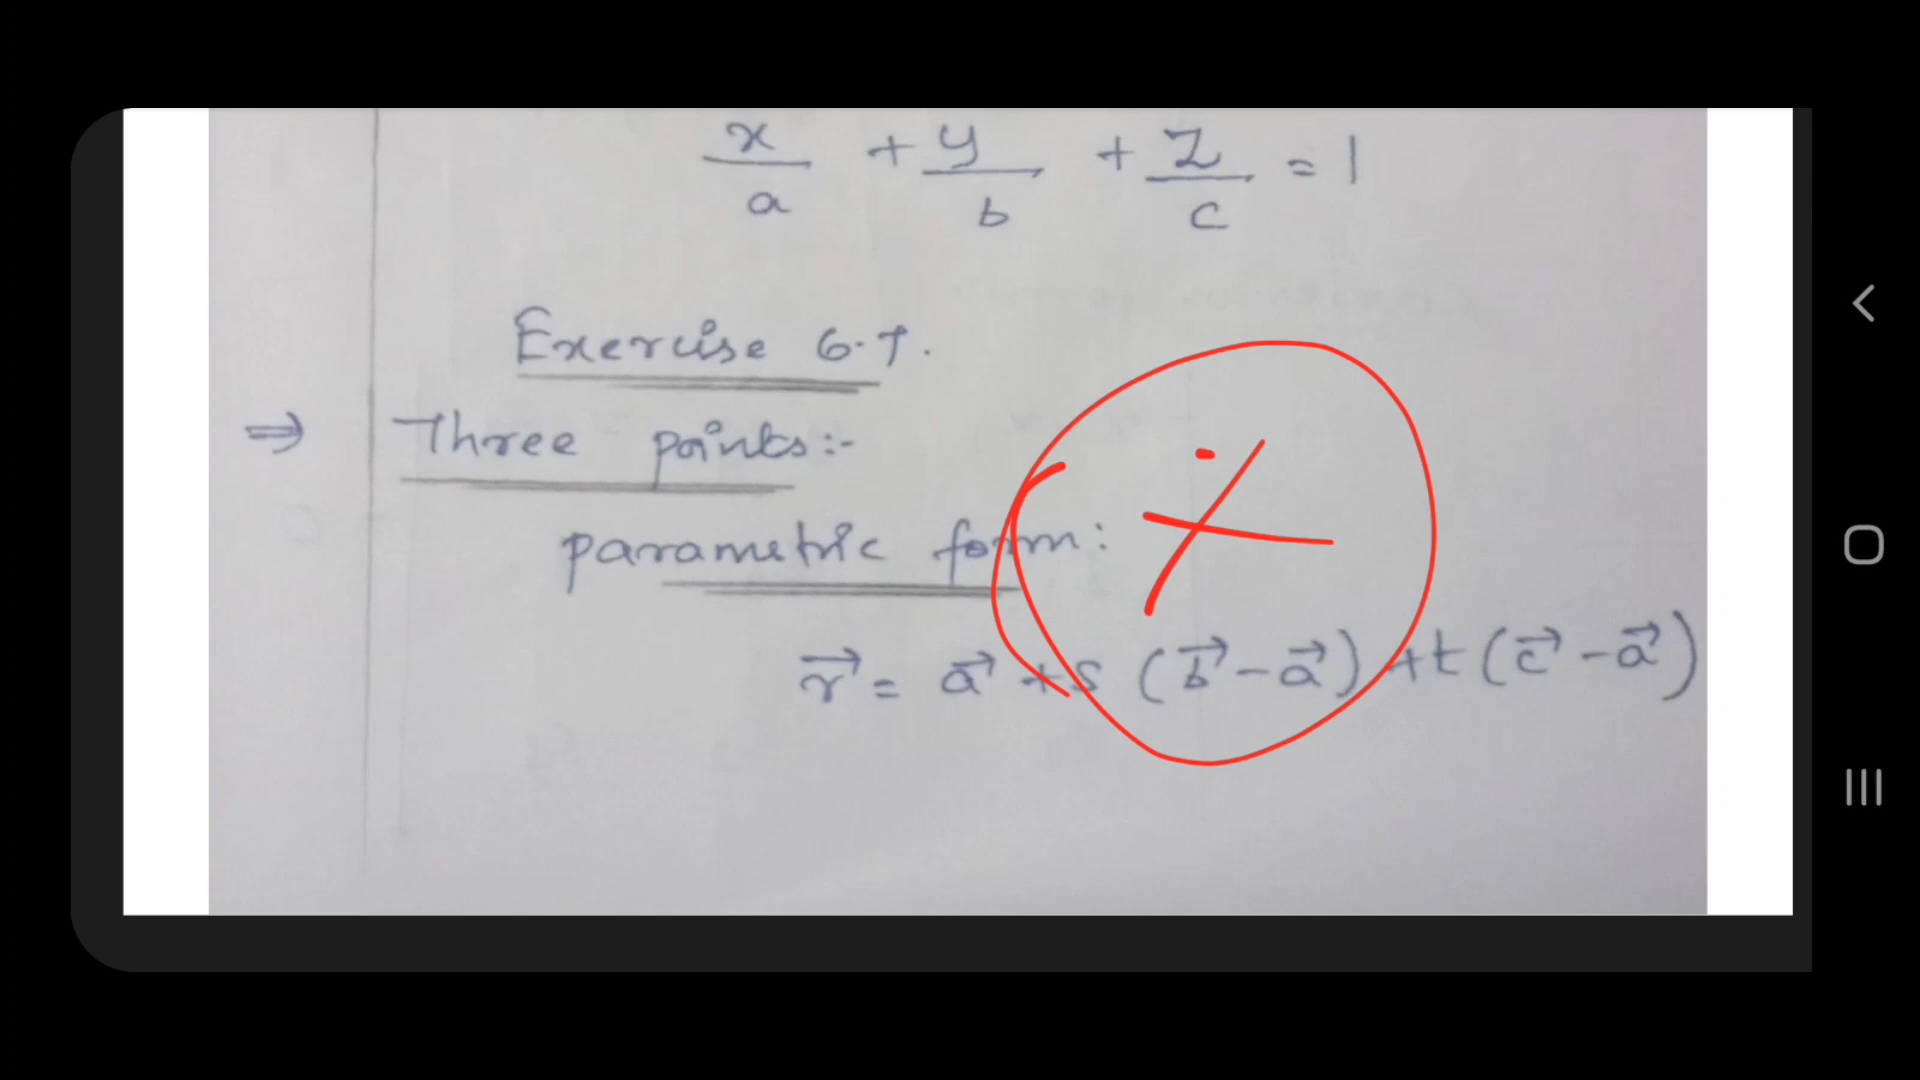 x/a + y/b + z/c = 1
Exercise 6.7.
⇒ Three points:-
parametric form:
r⃗ = a⃗ + s (b⃗ - a⃗) + t (c⃗ - a⃗)